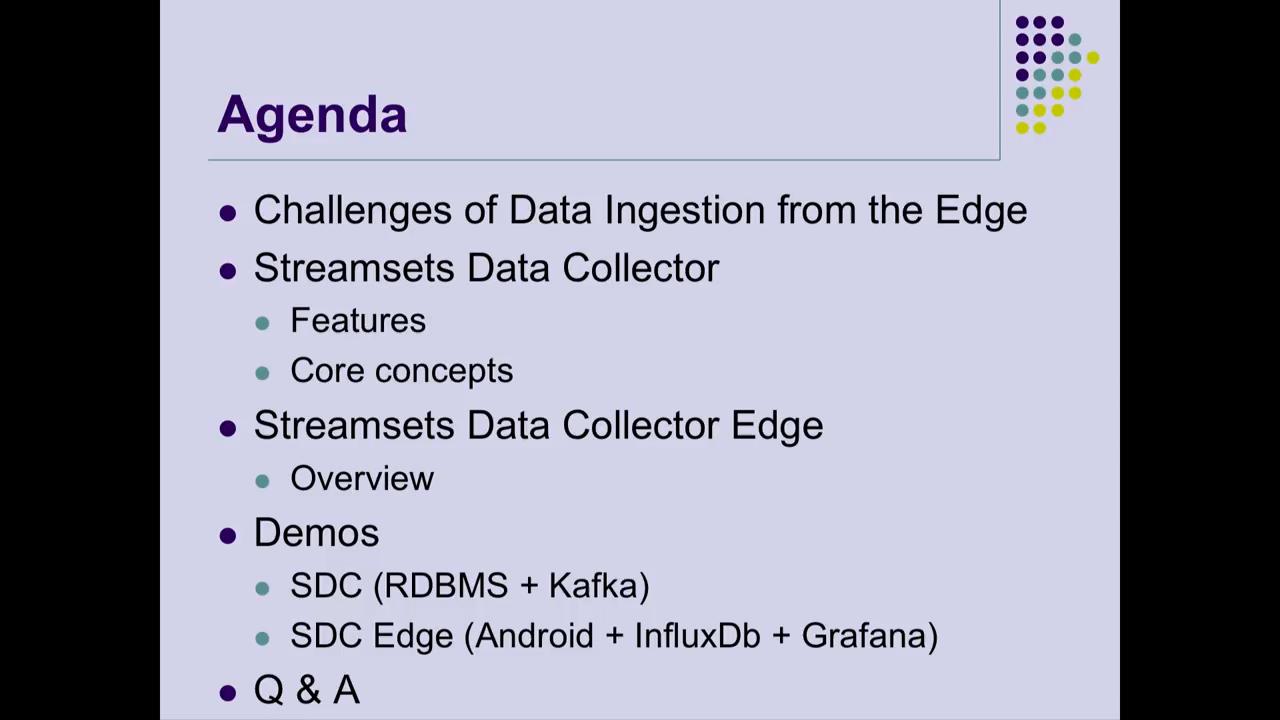 Agenda
Challenges of Data Ingestion from the Edge
Streamsets Data Collector
Features
Core concepts
Streamsets Data Collector Edge
Overview
Demos
SDC (RDBMS + Kafka)
SDC Edge (Android + InfluxDb + Grafana)
Q & A